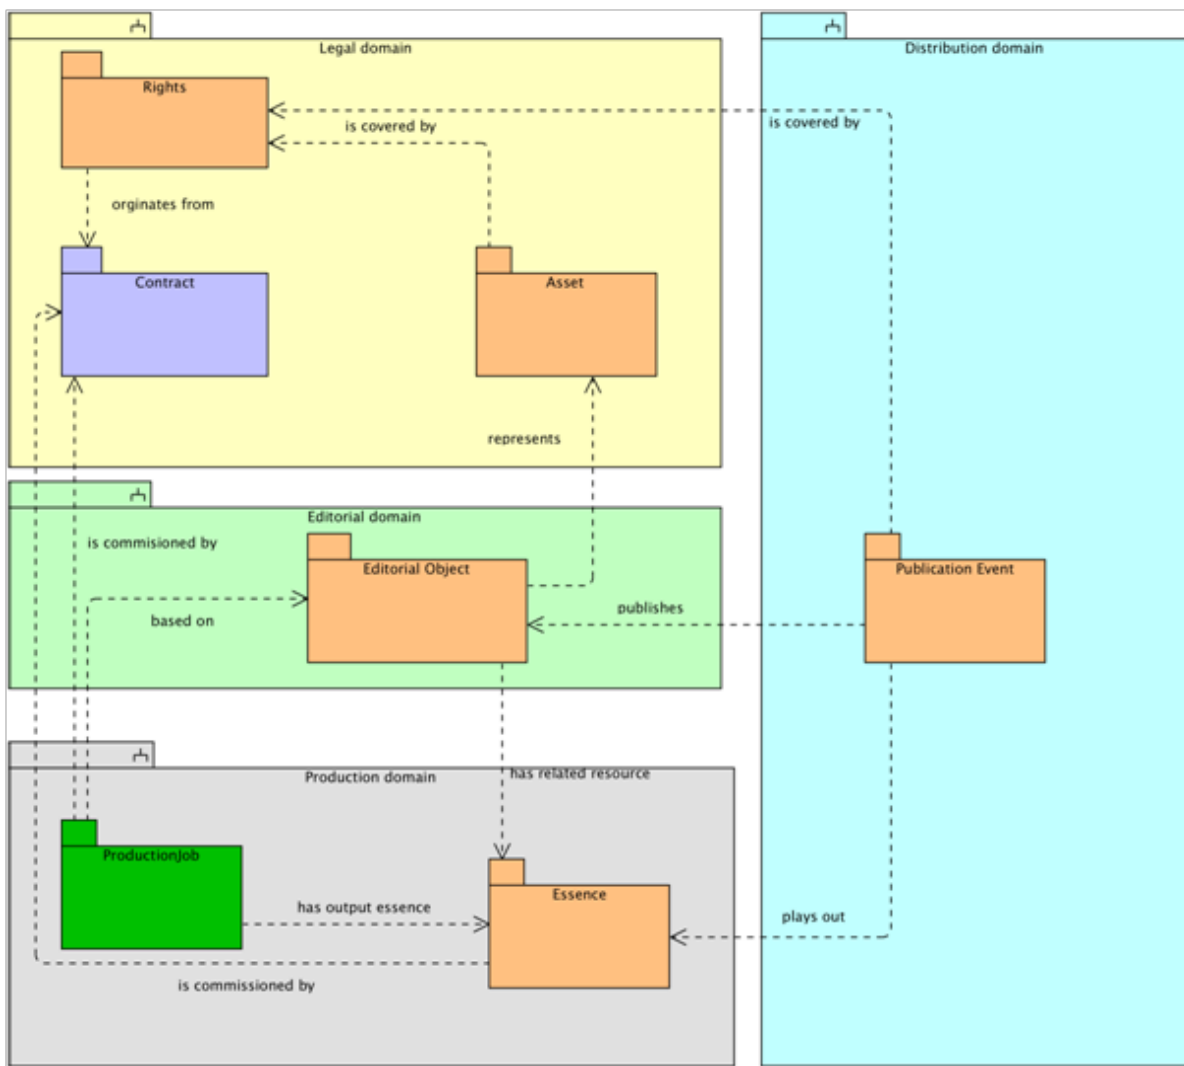 Legal domain
Distribution domain
Rights
is covered by
is covered by
orginates from
Contract
Asset
represents
Editorial domain
is commisioned by
Editorial Object
Publication Event
publishes
based on
has related resource
Production domain
ProductionJob
Essence
has output essence
plays out
is commissioned by